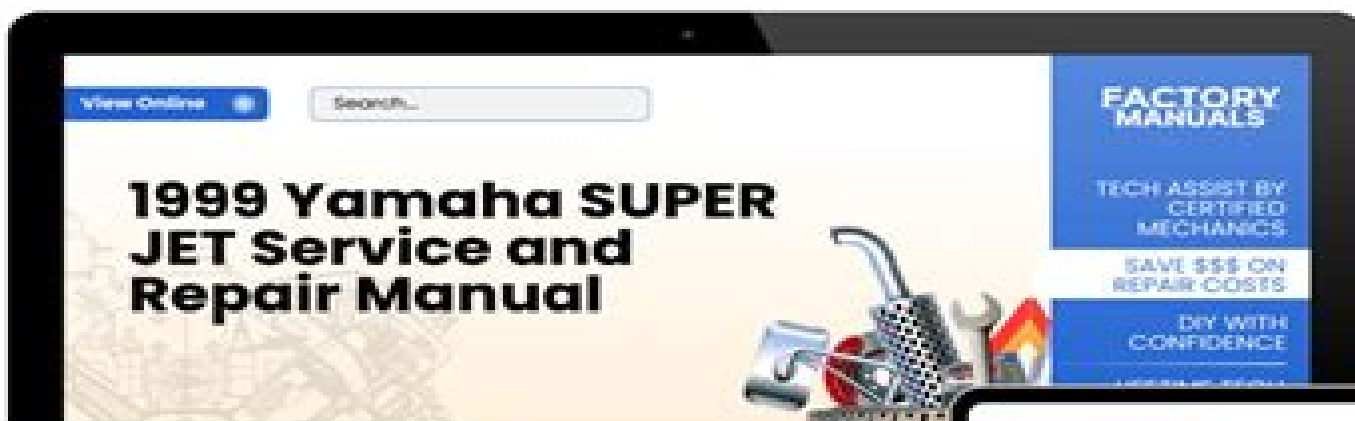 View Online
Search...
1999 Yamaha SUPER
JET Service and
Repair Manual
FACTORY
MANUALS
TECH ASSIST BY
CERTIFIED
MECHANICS
SAVE $$$ ON
REPAIR COSTS
DIY WITH
CONFIDENCE